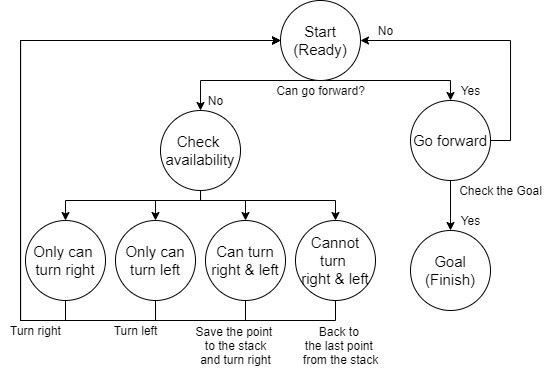 Start
(Ready)
No
Can go forward?
No
Yes
Check
availability
Go forward
Check the Goal
Yes
Only can
turn right
Only can
turn left
Can turn
right & left
Cannot
turn
right & left
Goal
(Finish)
Turn right
Turn left
Save the point
to the stack
and turn right
Back to
the last point
from the stack